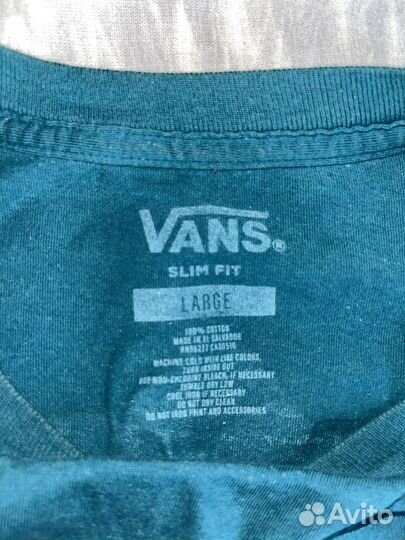 VANS®
SLIM FIT
LARGE
100% COTTON
MADE IN EL SALVADOR
RN96277 CA30516
MACHINE COLD WITH LIKE COLORS,
TURN INSIDE OUT
USE NON-CHLORINE BLEACH, IF NECESSARY
TUMBLE DRY LOW
COOL IRON IF NECESSARY
DO NOT DRY CLEAN
DO NOT IRON PRINT AND ACCESSORIES
Avito